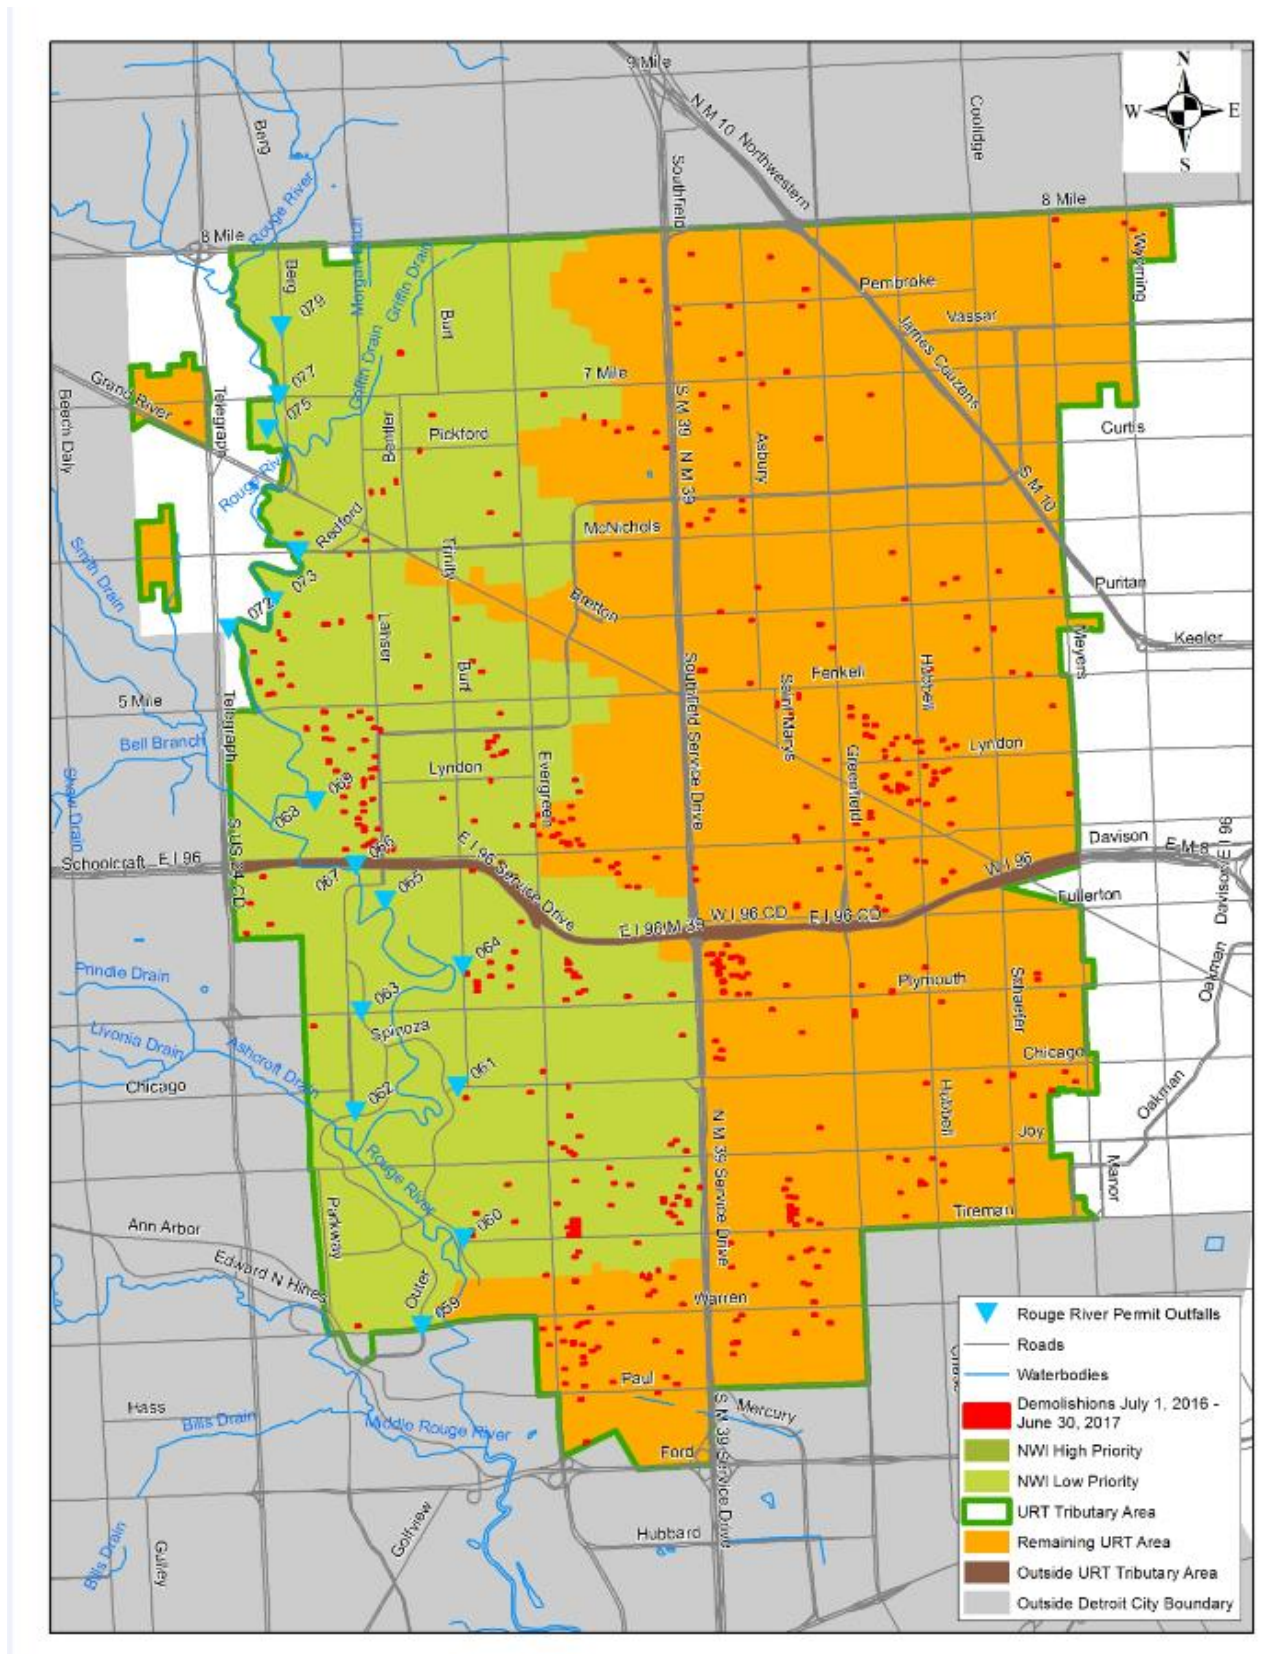 N
W E
S
9 Mile
N M 10 Northwestern
Coolidge
Berg
Southfield
Rouge River
8 Mile
8 Mile
Morgan Ditch
Griffin Drain
Berg
Wyoming
079
Pembroke
Burt
Vassar
James Couzens
Griffin Drain
077
7 Mile
Grand River
075
Telegraph
Beech Daly
S M 39 N M 39
Curtis
Bentler
Pickford
Asbury
Rouge River
S M 10
Redford
McNichols
Trinity
Smith Drain
073
Puritan
072
Bretton
Lahser
Keeler
Meyers
Burt
Fenkell
Hubbell
Southfield Service Drive
Saint Marys
5 Mile
Telegraph
Bell Branch
Lyndon
Lyndon
Evergreen
Greenfield
069
068
Shaw Drain
S US 24 CD
Davison
E M 8
Davison E I 96
066
E I 96 Service Drive
Schoolcraft E I 96
067
W I 96
065
Fullerton
W I 96 CD
E I 96 CD
E I 96 M 39
064
Oakman
Prindle Drain
Plymouth
Schaefer
063
Spinoza
Livonia Drain
Ashcroft Drain
Chicago
Chicago
061
062
Hubbell
Oakman
N M 39 Service Drive
Joy
Manor
Rouge River
Parkway
Tireman
Ann Arbor
060
Edward N Hines
Outer
059
Warren
Paul
Mercury
Hass
Bills Drain
Middle Rouge River
Ford
S M 39 Service Drive
Golfview
Hubbard
Bills Drain
Gulley
Rouge River Permit Outfalls
Roads
Waterbodies
Demolishions July 1, 2016 -
June 30, 2017
NWI High Priority
NWI Low Priority
URT Tributary Area
Remaining URT Area
Outside URT Tributary Area
Outside Detroit City Boundary